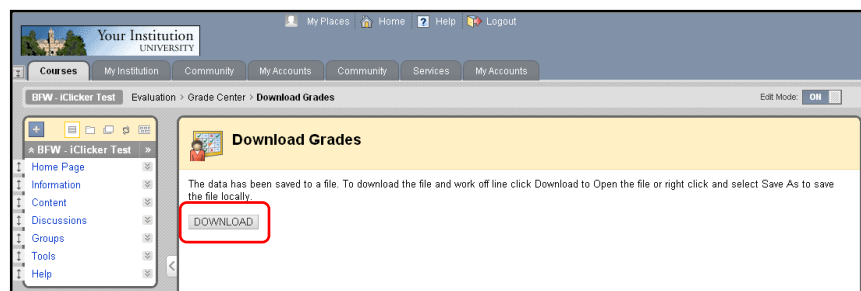 My Places Home ? Help Logout
Your Institution
UNIVERSITY
Courses My Institution Community My Accounts Community Services My Accounts
BFW - iClicker Test Evaluation > Grade Center > Download Grades Edit Mode: ON
BFW - iClicker Test
Download Grades
Home Page
Information
Content
Discussions
Groups
Tools
Help
The data has been saved to a file. To download the file and work off line click Download to Open the file or right click and select Save As to save
the file locally.
DOWNLOAD